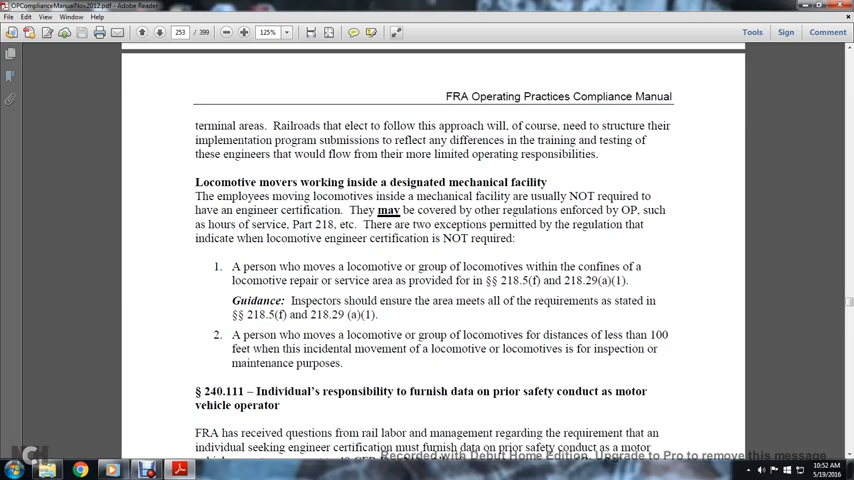 OPComplianceManualNov2012.pdf - Adobe Reader
File Edit View Window Help
253 / 399 125% Tools Sign Comment
FRA Operating Practices Compliance Manual
terminal areas. Railroads that elect to follow this approach will, of course, need to structure their
implementation program submissions to reflect any differences in the training and testing of
these engineers that would flow from their more limited operating responsibilities.
Locomotive movers working inside a designated mechanical facility
The employees moving locomotives inside a mechanical facility are usually NOT required to
have an engineer certification. They may be covered by other regulations enforced by OP, such
as hours of service, Part 218, etc. There are two exceptions permitted by the regulation that
indicate when locomotive engineer certification is NOT required:
1. A person who moves a locomotive or group of locomotives within the confines of a
locomotive repair or service area as provided for in §§ 218.5(f) and 218.29(a)(1).
Guidance: Inspectors should ensure the area meets all of the requirements as stated in
§§ 218.5(f) and 218.29 (a)(1).
2. A person who moves a locomotive or group of locomotives for distances of less than 100
feet when this incidental movement of a locomotive or locomotives is for inspection or
maintenance purposes.
§ 240.111 – Individual's responsibility to furnish data on prior safety conduct as motor
vehicle operator
FRA has received questions from rail labor and management regarding the requirement that an
individual seeking engineer certification must furnish data on prior safety conduct as a motor
Recorded with Debut Home Edition. Upgrade to Pro to remove this message
NCH
10:52 AM
5/19/2016